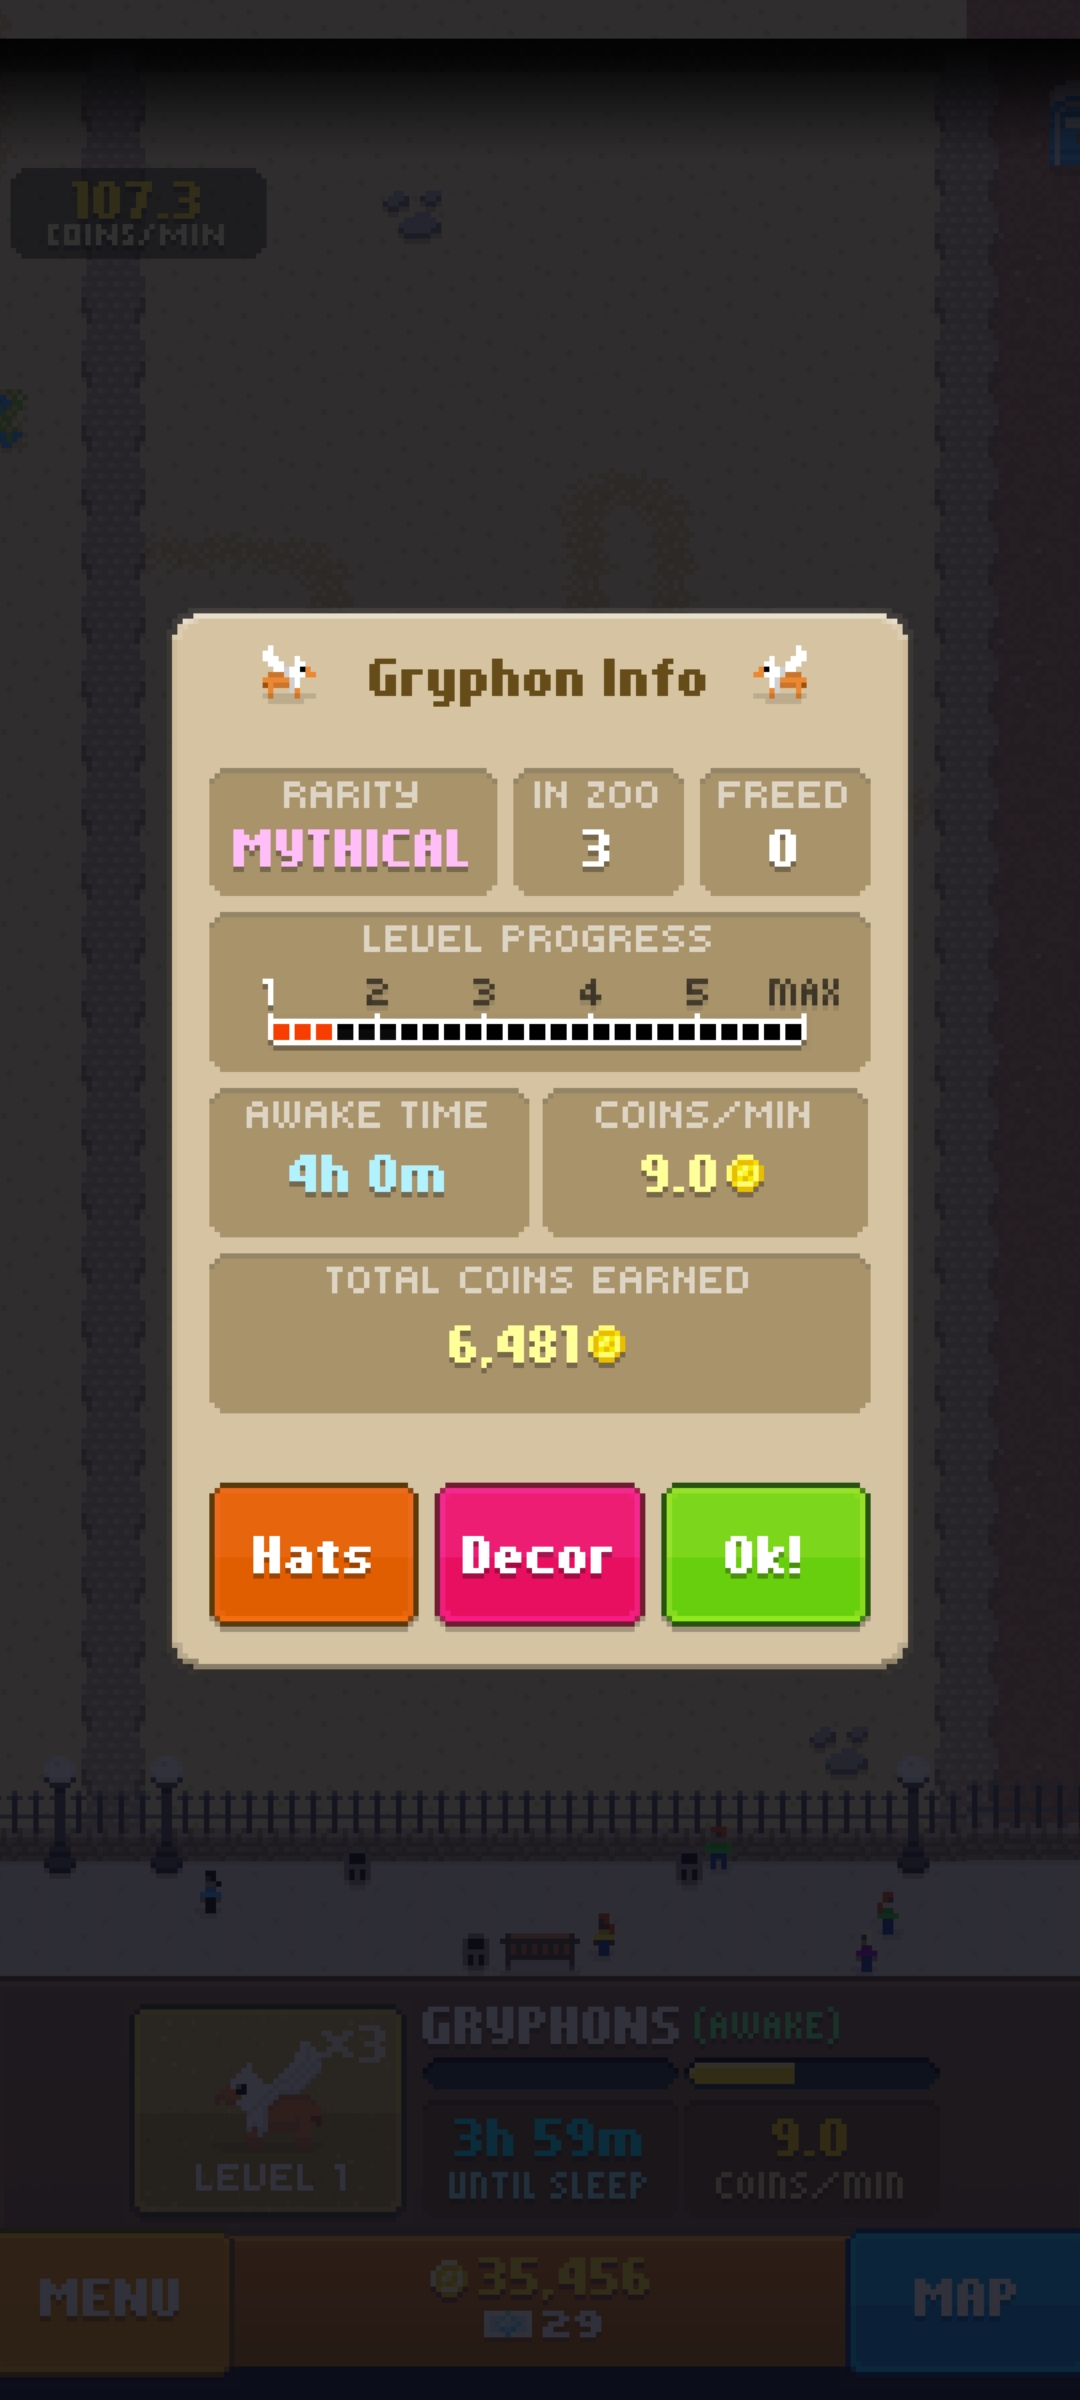 107.3
COINS/MIN
Gryphon Info
RARITY
MYTHICAL
IN ZOO
3
FREED
0
LEVEL PROGRESS
1 2 3 4 5 MAX
AWAKE TIME
4h 0m
COINS/MIN
9.0
TOTAL COINS EARNED
6,481
Hats
Decor
Ok!
x3
LEVEL 1
GRYPHONS (AWAKE)
3h 59m
UNTIL SLEEP
9.0
COINS/MIN
MENU
35,456
29
MAP